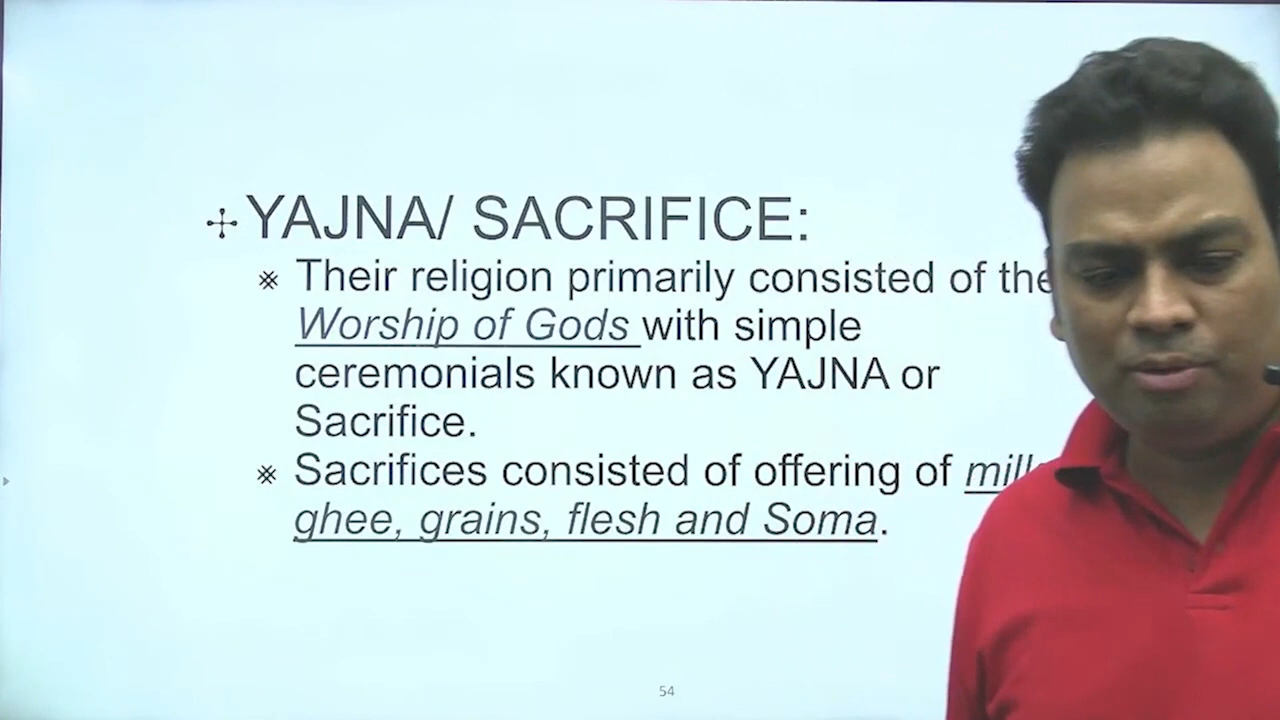 YAJNA/ SACRIFICE:
Their religion primarily consisted of the
Worship of Gods with simple
ceremonials known as YAJNA or
Sacrifice.
Sacrifices consisted of offering of
ghee, grains, flesh and Soma.
54